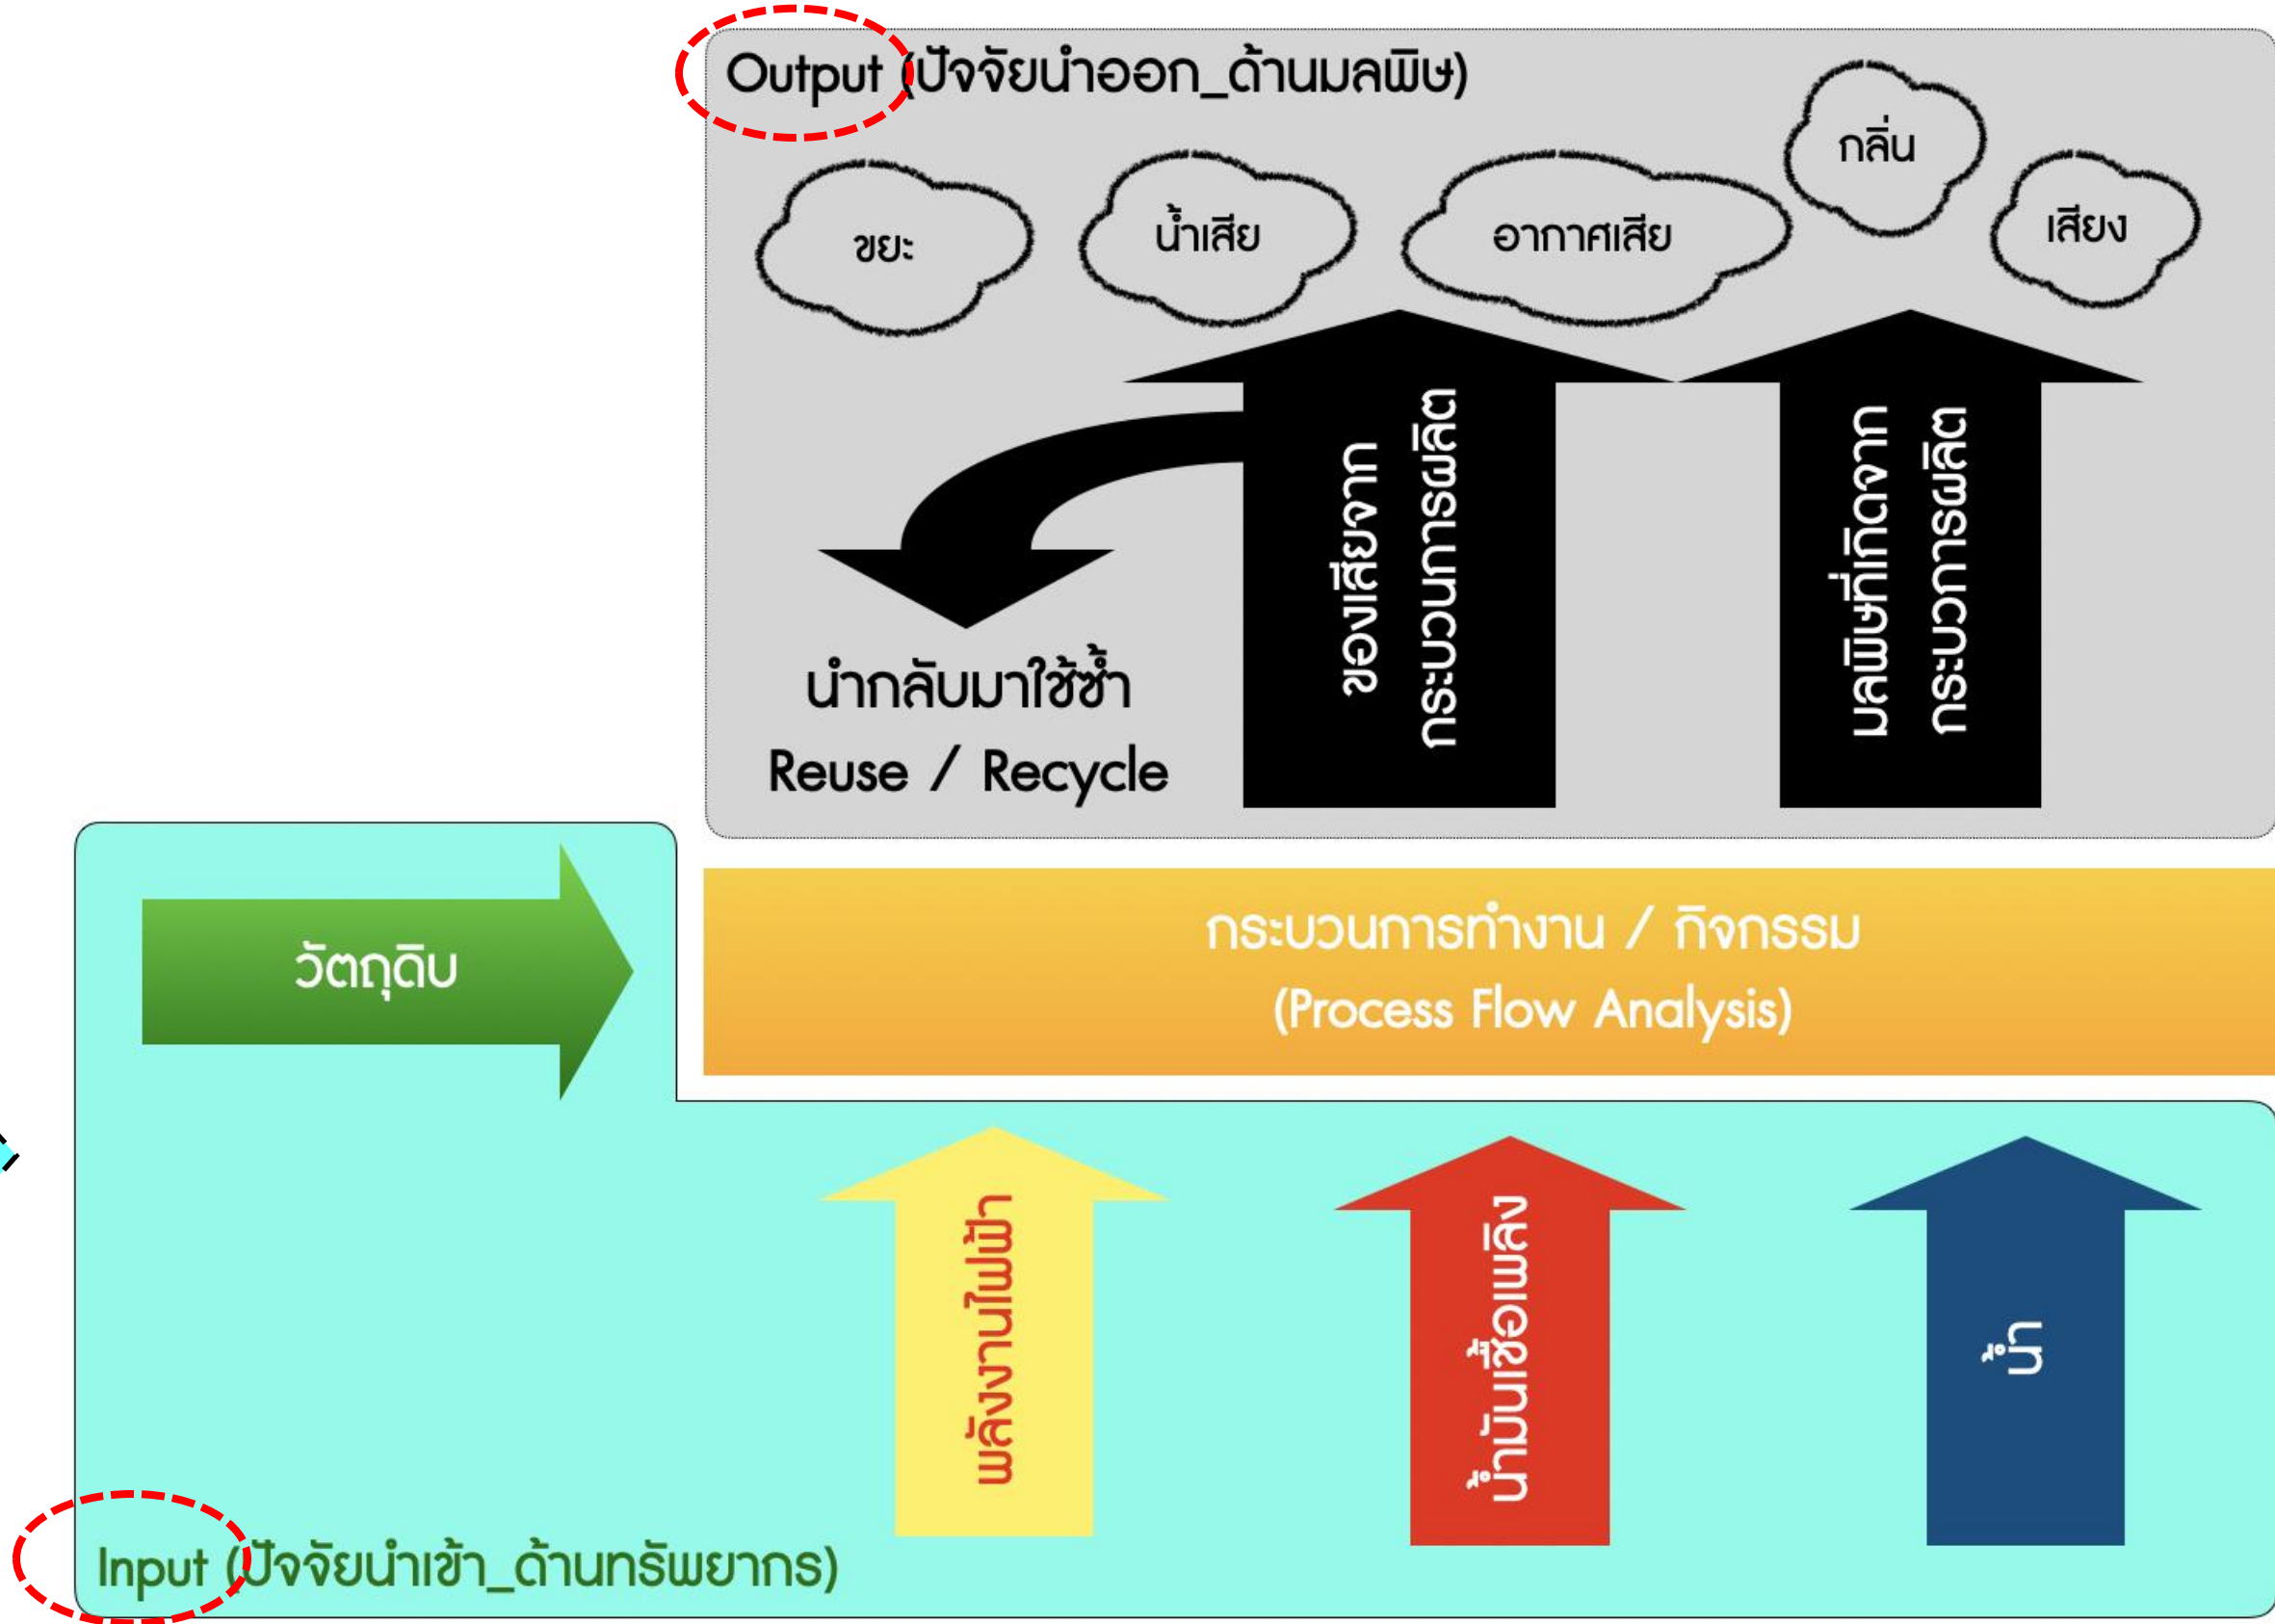 Output (ปัจจัยนำออก_ด้านมลพิษ)
กลิ่น
ขยะ
น้ำเสีย
อากาศเสีย
เสียง
ของเสียจาก
กระบวนการผลิต
มลพิษที่เกิดจาก
กระบวกการผลิต
นำกลับมาใช้ซ้ำ
Reuse / Recycle
วัตถุดิบ
กระบวนการทำงาน / กิจกรรม
(Process Flow Analysis)
พลังงานไฟฟ้า
น้ำมันเชื้อเพลิง
น้ำ
Input (ปัจจัยนำเข้า_ด้านทรัพยากร)